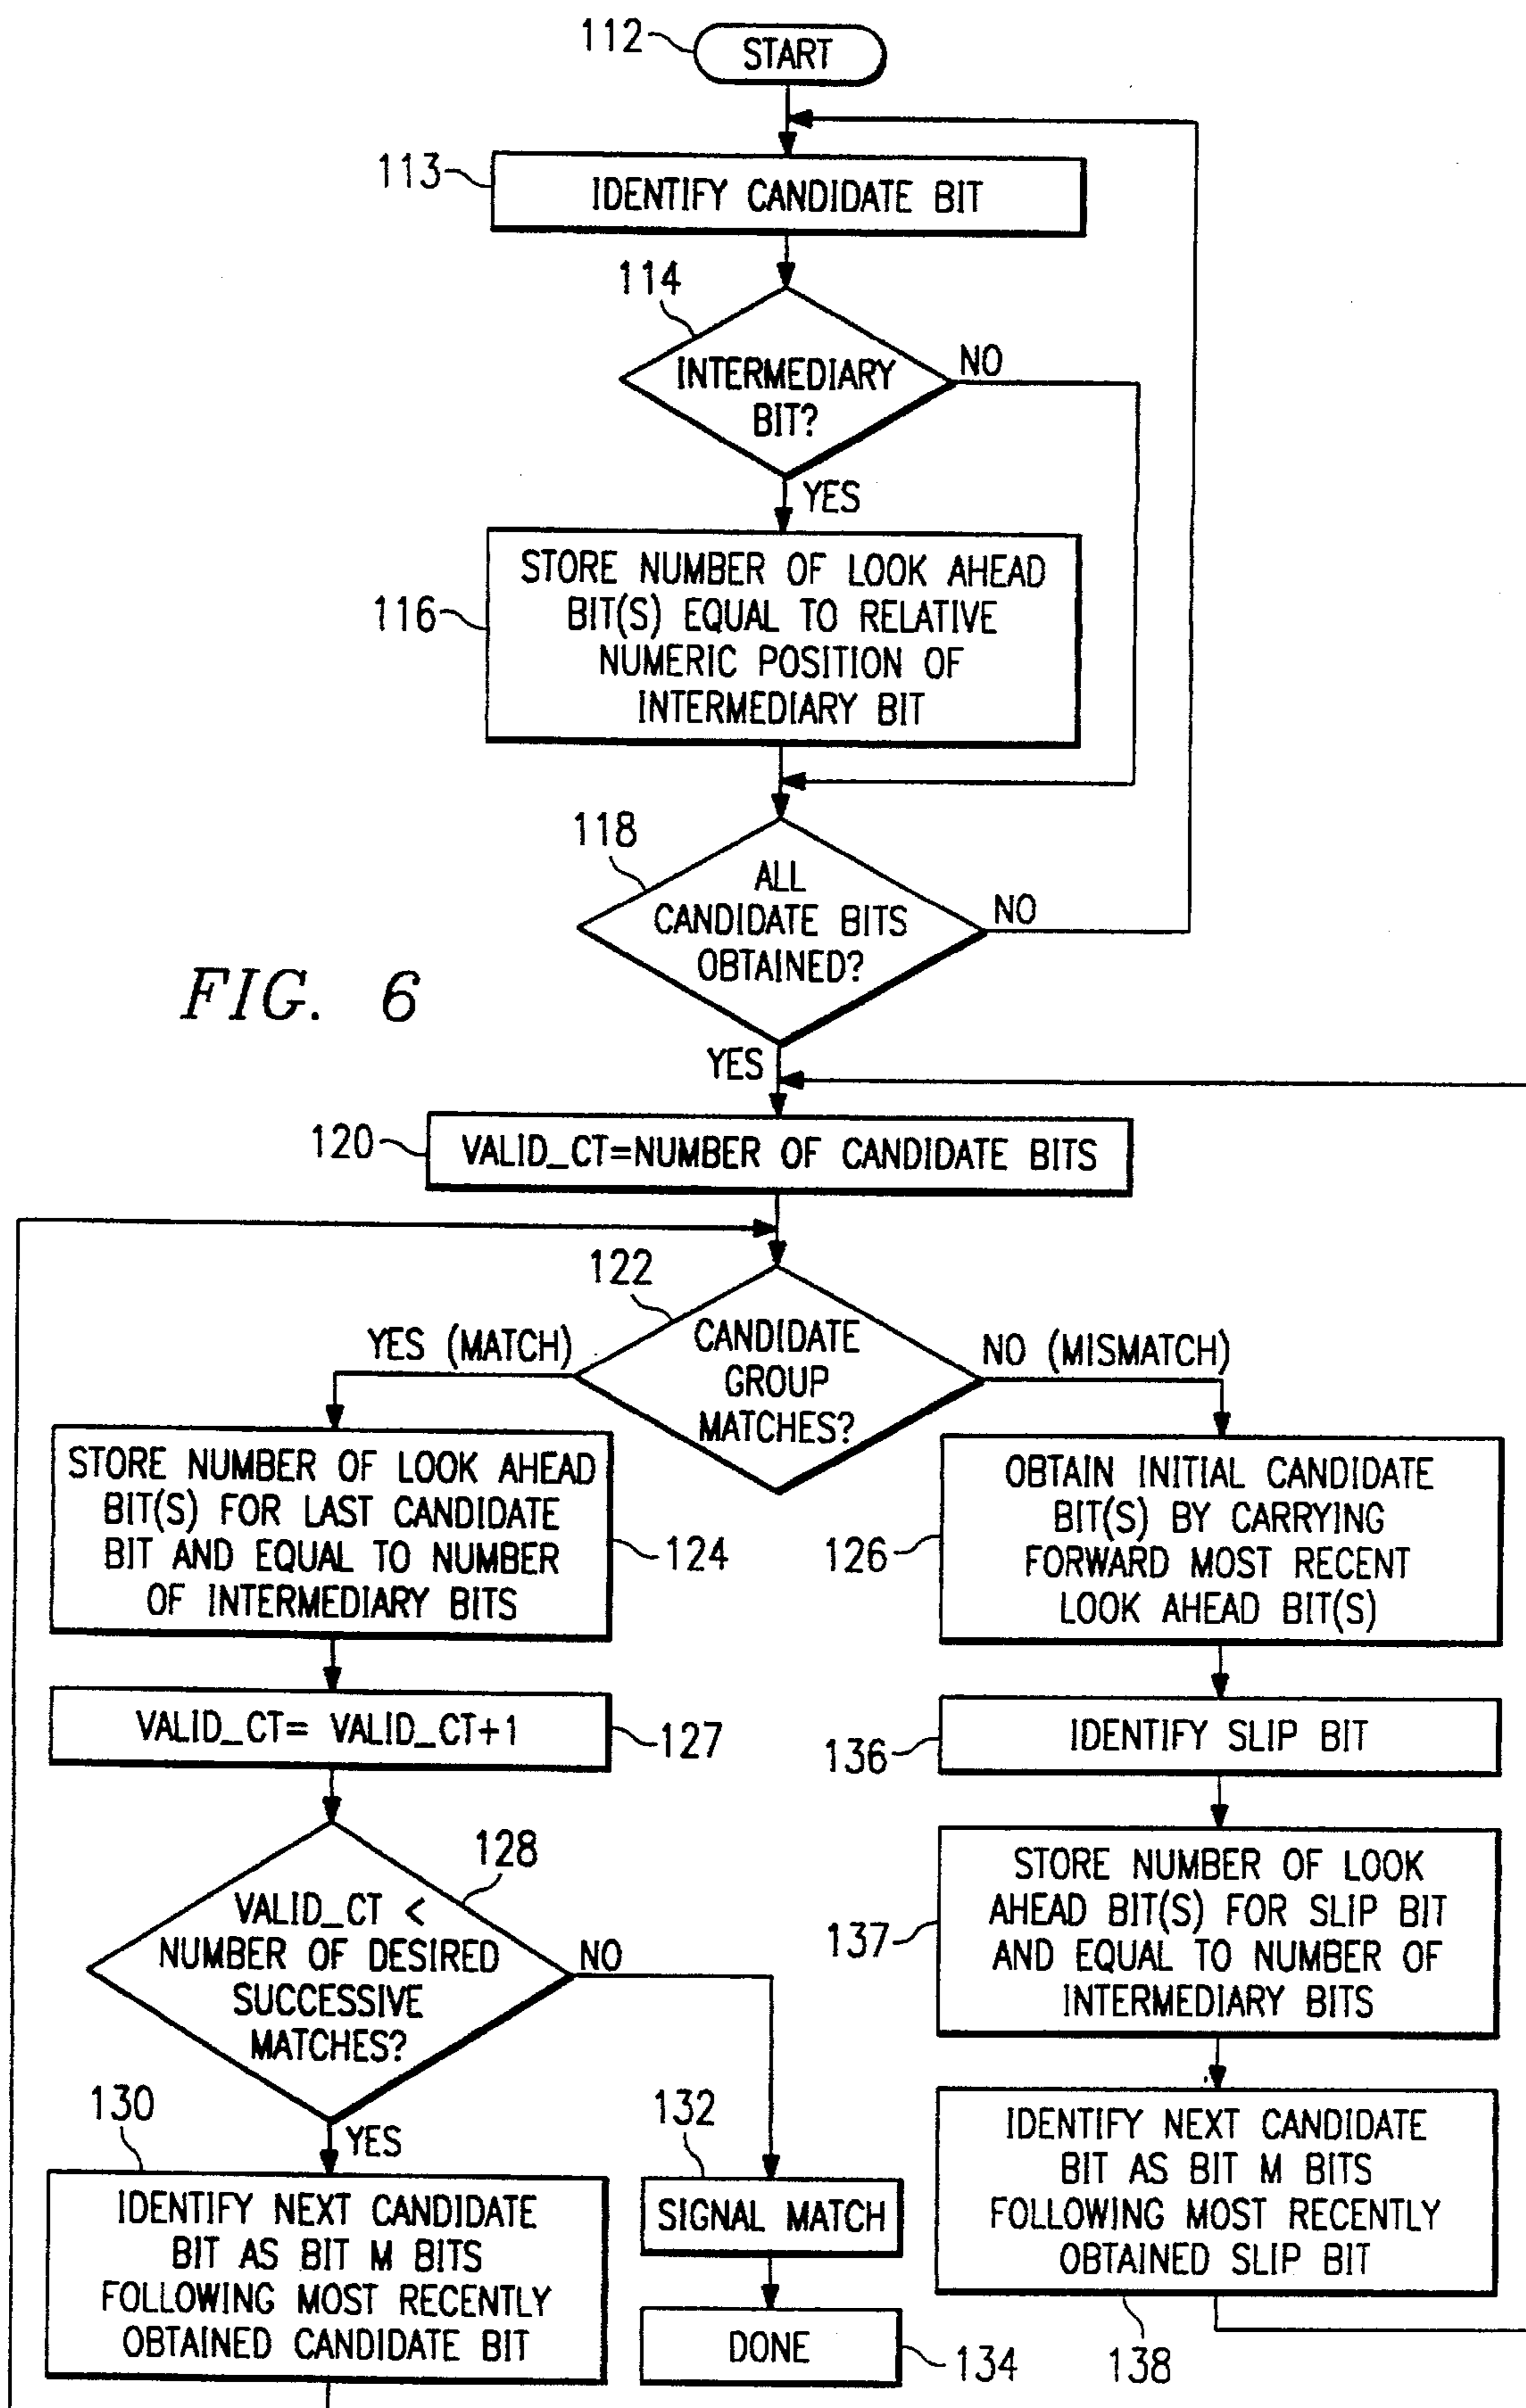 112
START
113
IDENTIFY CANDIDATE BIT
114
INTERMEDIARY
BIT?
NO
YES
116
STORE NUMBER OF LOOK AHEAD
BIT(S) EQUAL TO RELATIVE
NUMERIC POSITION OF
INTERMEDIARY BIT
118
ALL
CANDIDATE BITS
OBTAINED?
NO
FIG. 6
YES
120
VALID_CT=NUMBER OF CANDIDATE BITS
122
CANDIDATE
GROUP
MATCHES?
YES (MATCH)
NO (MISMATCH)
STORE NUMBER OF LOOK AHEAD
BIT(S) FOR LAST CANDIDATE
BIT AND EQUAL TO NUMBER
OF INTERMEDIARY BITS
124
126
OBTAIN INITIAL CANDIDATE
BIT(S) BY CARRYING
FORWARD MOST RECENT
LOOK AHEAD BIT(S)
VALID_CT= VALID_CT+1
127
136
IDENTIFY SLIP BIT
128
VALID_CT <
NUMBER OF DESIRED
SUCCESSIVE
MATCHES?
NO
137
STORE NUMBER OF LOOK
AHEAD BIT(S) FOR SLIP BIT
AND EQUAL TO NUMBER OF
INTERMEDIARY BITS
130
YES
132
IDENTIFY NEXT CANDIDATE
BIT AS BIT M BITS
FOLLOWING MOST RECENTLY
OBTAINED CANDIDATE BIT
SIGNAL MATCH
DONE
134
IDENTIFY NEXT CANDIDATE
BIT AS BIT M BITS
FOLLOWING MOST RECENTLY
OBTAINED SLIP BIT
138